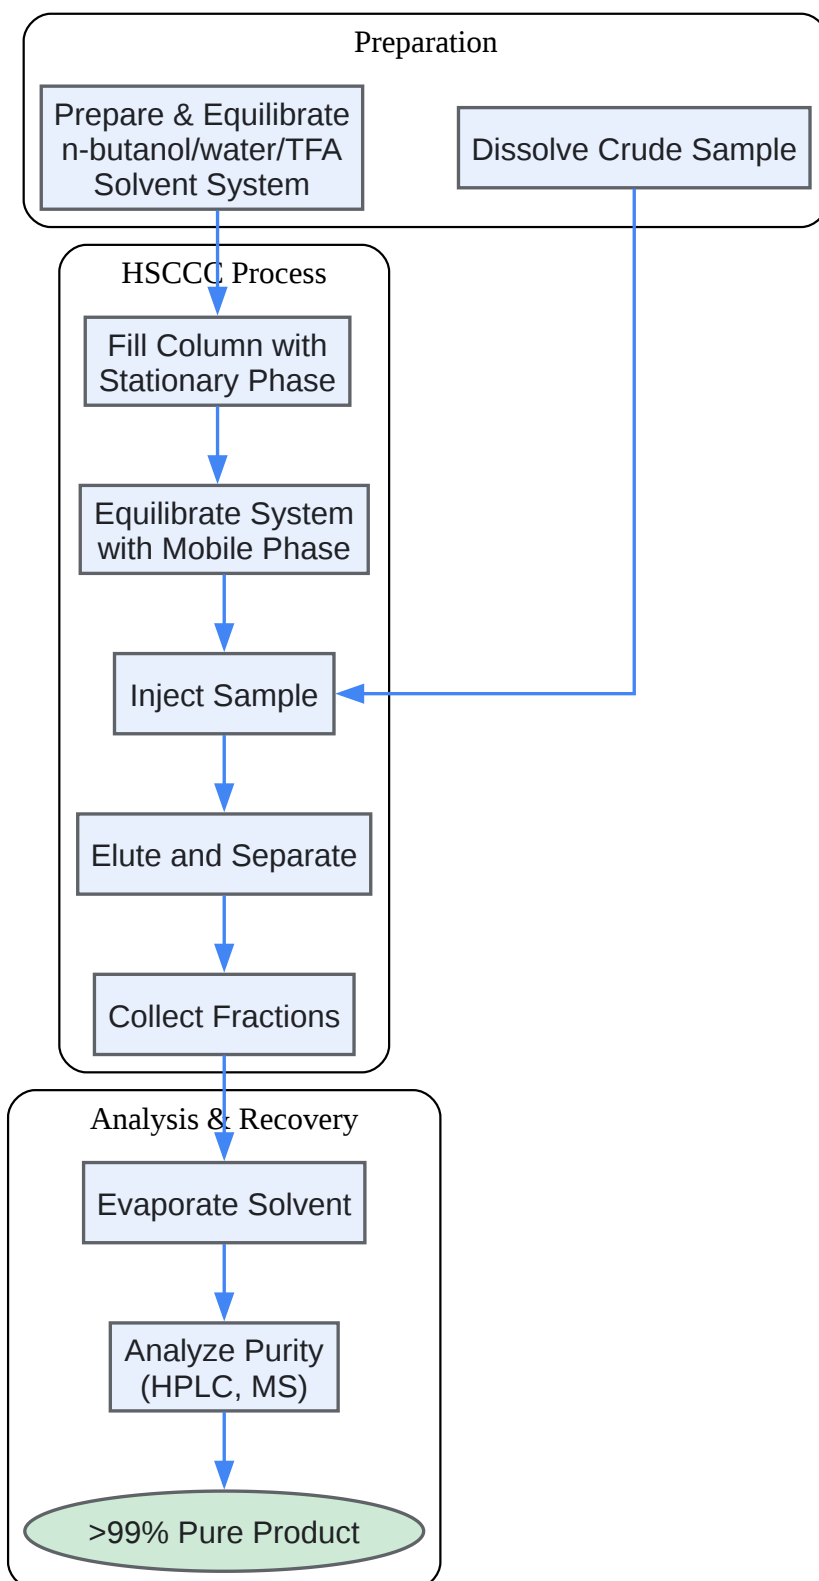 Preparation
Prepare & Equilibrate
n-butanol/water/TFA
Solvent System
Dissolve Crude Sample
HSCCC Process
Fill Column with
Stationary Phase
Equilibrate System
with Mobile Phase
Inject Sample
Elute and Separate
Collect Fractions
Analysis & Recovery
Evaporate Solvent
Analyze Purity
(HPLC, MS)
>99% Pure Product